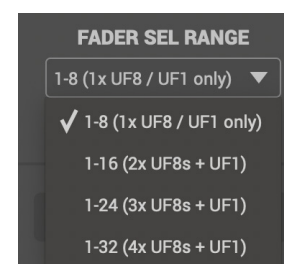 FADER SEL RANGE
1-8 (1x UF8 / UF1 only)
1-8 (1x UF8 / UF1 only)
1-16 (2x UF8s + UF1)
1-24 (3x UF8s + UF1)
1-32 (4x UF8s + UF1)